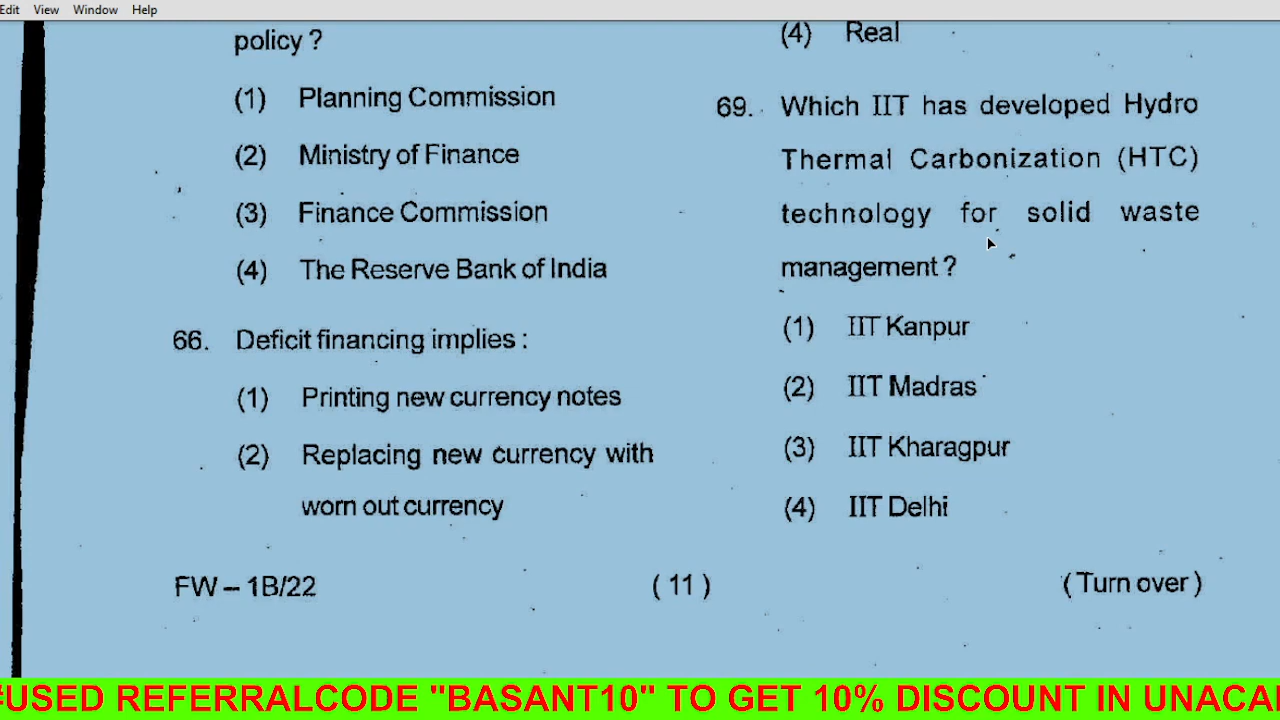 Edit View Window Help
policy ?
(1) Planning Commission
(2) Ministry of Finance
(3) Finance Commission
(4) The Reserve Bank of India
66. Deficit financing implies :
(1) Printing new currency notes
(2) Replacing new currency with
worn out currency
(4) Real
69. Which IIT has developed Hydro
Thermal Carbonization (HTC)
technology for solid waste
management ?
(1) IIT Kanpur
(2) IIT Madras
(3) IIT Kharagpur
(4) IIT Delhi
FW – 1B/22 ( 11 ) ( Turn over )
#USED REFERRALCODE "BASANT10" TO GET 10% DISCOUNT IN UNACA